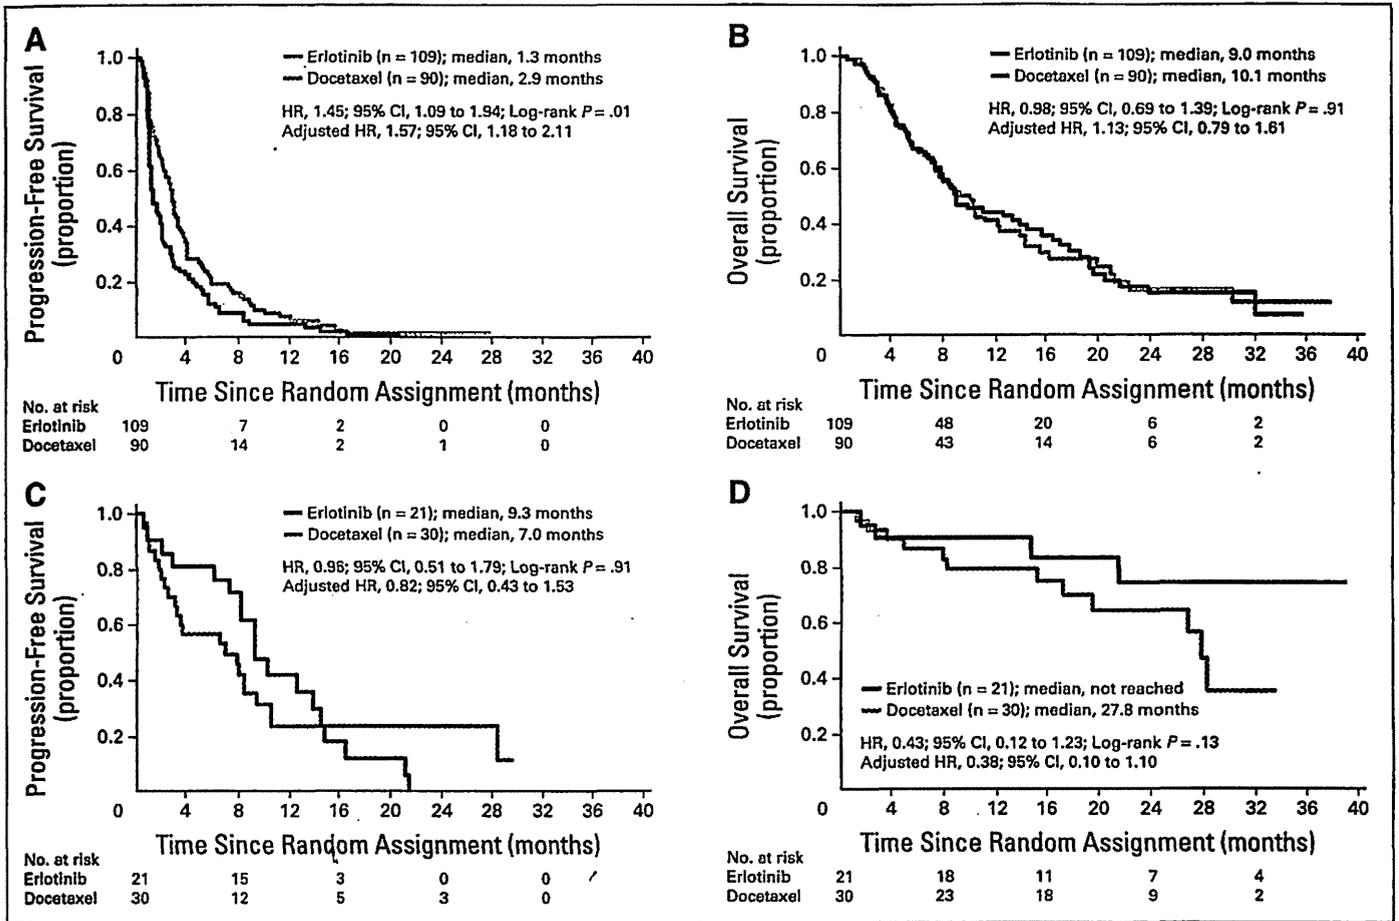 A
Progression-Free Survival
(proportion)
1.0
0.8
0.6
0.4
0.2
Erlotinib (n = 109); median, 1.3 months
Docetaxel (n = 90); median, 2.9 months
HR, 1.45; 95% CI, 1.09 to 1.94; Log-rank P = .01
Adjusted HR, 1.57; 95% CI, 1.18 to 2.11
0 4 8 12 16 20 24 28 32 36 40
Time Since Random Assignment (months)
No. at risk
Erlotinib 109 7 2 0 0
Docetaxel 90 14 2 1 0
B
Overall Survival
(proportion)
1.0
0.8
0.6
0.4
0.2
Erlotinib (n = 109); median, 9.0 months
Docetaxel (n = 90); median, 10.1 months
HR, 0.98; 95% CI, 0.69 to 1.39; Log-rank P = .91
Adjusted HR, 1.13; 95% CI, 0.79 to 1.61
0 4 8 12 16 20 24 28 32 36 40
Time Since Random Assignment (months)
No. at risk
Erlotinib 109 48 20 6 2
Docetaxel 90 43 14 6 2
C
Progression-Free Survival
(proportion)
1.0
0.8
0.6
0.4
0.2
Erlotinib (n = 21); median, 9.3 months
Docetaxel (n = 30); median, 7.0 months
HR, 0.96; 95% CI, 0.51 to 1.79; Log-rank P = .91
Adjusted HR, 0.82; 95% CI, 0.43 to 1.53
0 4 8 12 16 20 24 28 32 36 40
Time Since Random Assignment (months)
No. at risk
Erlotinib 21 15 3 0 0
Docetaxel 30 12 5 3 0
D
Overall Survival
(proportion)
1.0
0.8
0.6
0.4
0.2
Erlotinib (n = 21); median, not reached
Docetaxel (n = 30); median, 27.8 months
HR, 0.43; 95% CI, 0.12 to 1.23; Log-rank P = .13
Adjusted HR, 0.38; 95% CI, 0.10 to 1.10
0 4 8 12 16 20 24 28 32 36 40
Time Since Random Assignment (months)
No. at risk
Erlotinib 21 18 11 7 4
Docetaxel 30 23 18 9 2